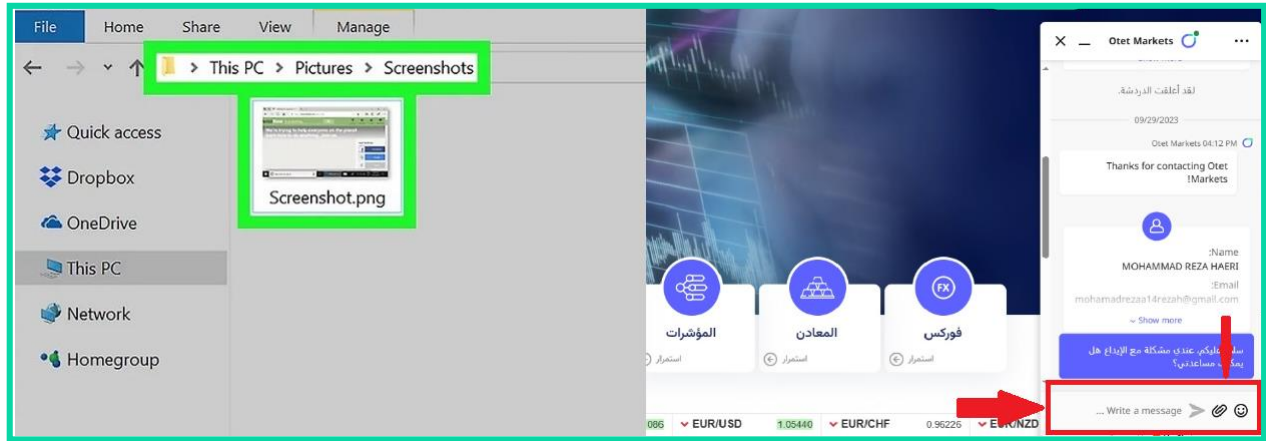 File Home Share View Manage
> This PC > Pictures > Screenshots
Quick access
Dropbox
OneDrive
This PC
Network
Homegroup
Screenshot.png
المؤشرات
استمرار
المعادن
استمرار
فوركس
استمرار
086 EUR/USD 1.05440 EUR/CHF 0.96226 EUR/NZD
Otet Markets
لقد أغلقت الدردشة.
09/29/2023
Otet Markets 04:12 PM
Thanks for contacting Otet
!Markets
:Name
MOHAMMAD REZA HAERI
:Email
mohamadrezaa14rezah@gmail.com
Show more
عليكم، عندي مشكلة مع الإيداع هل
مساعدتي؟
... Write a message